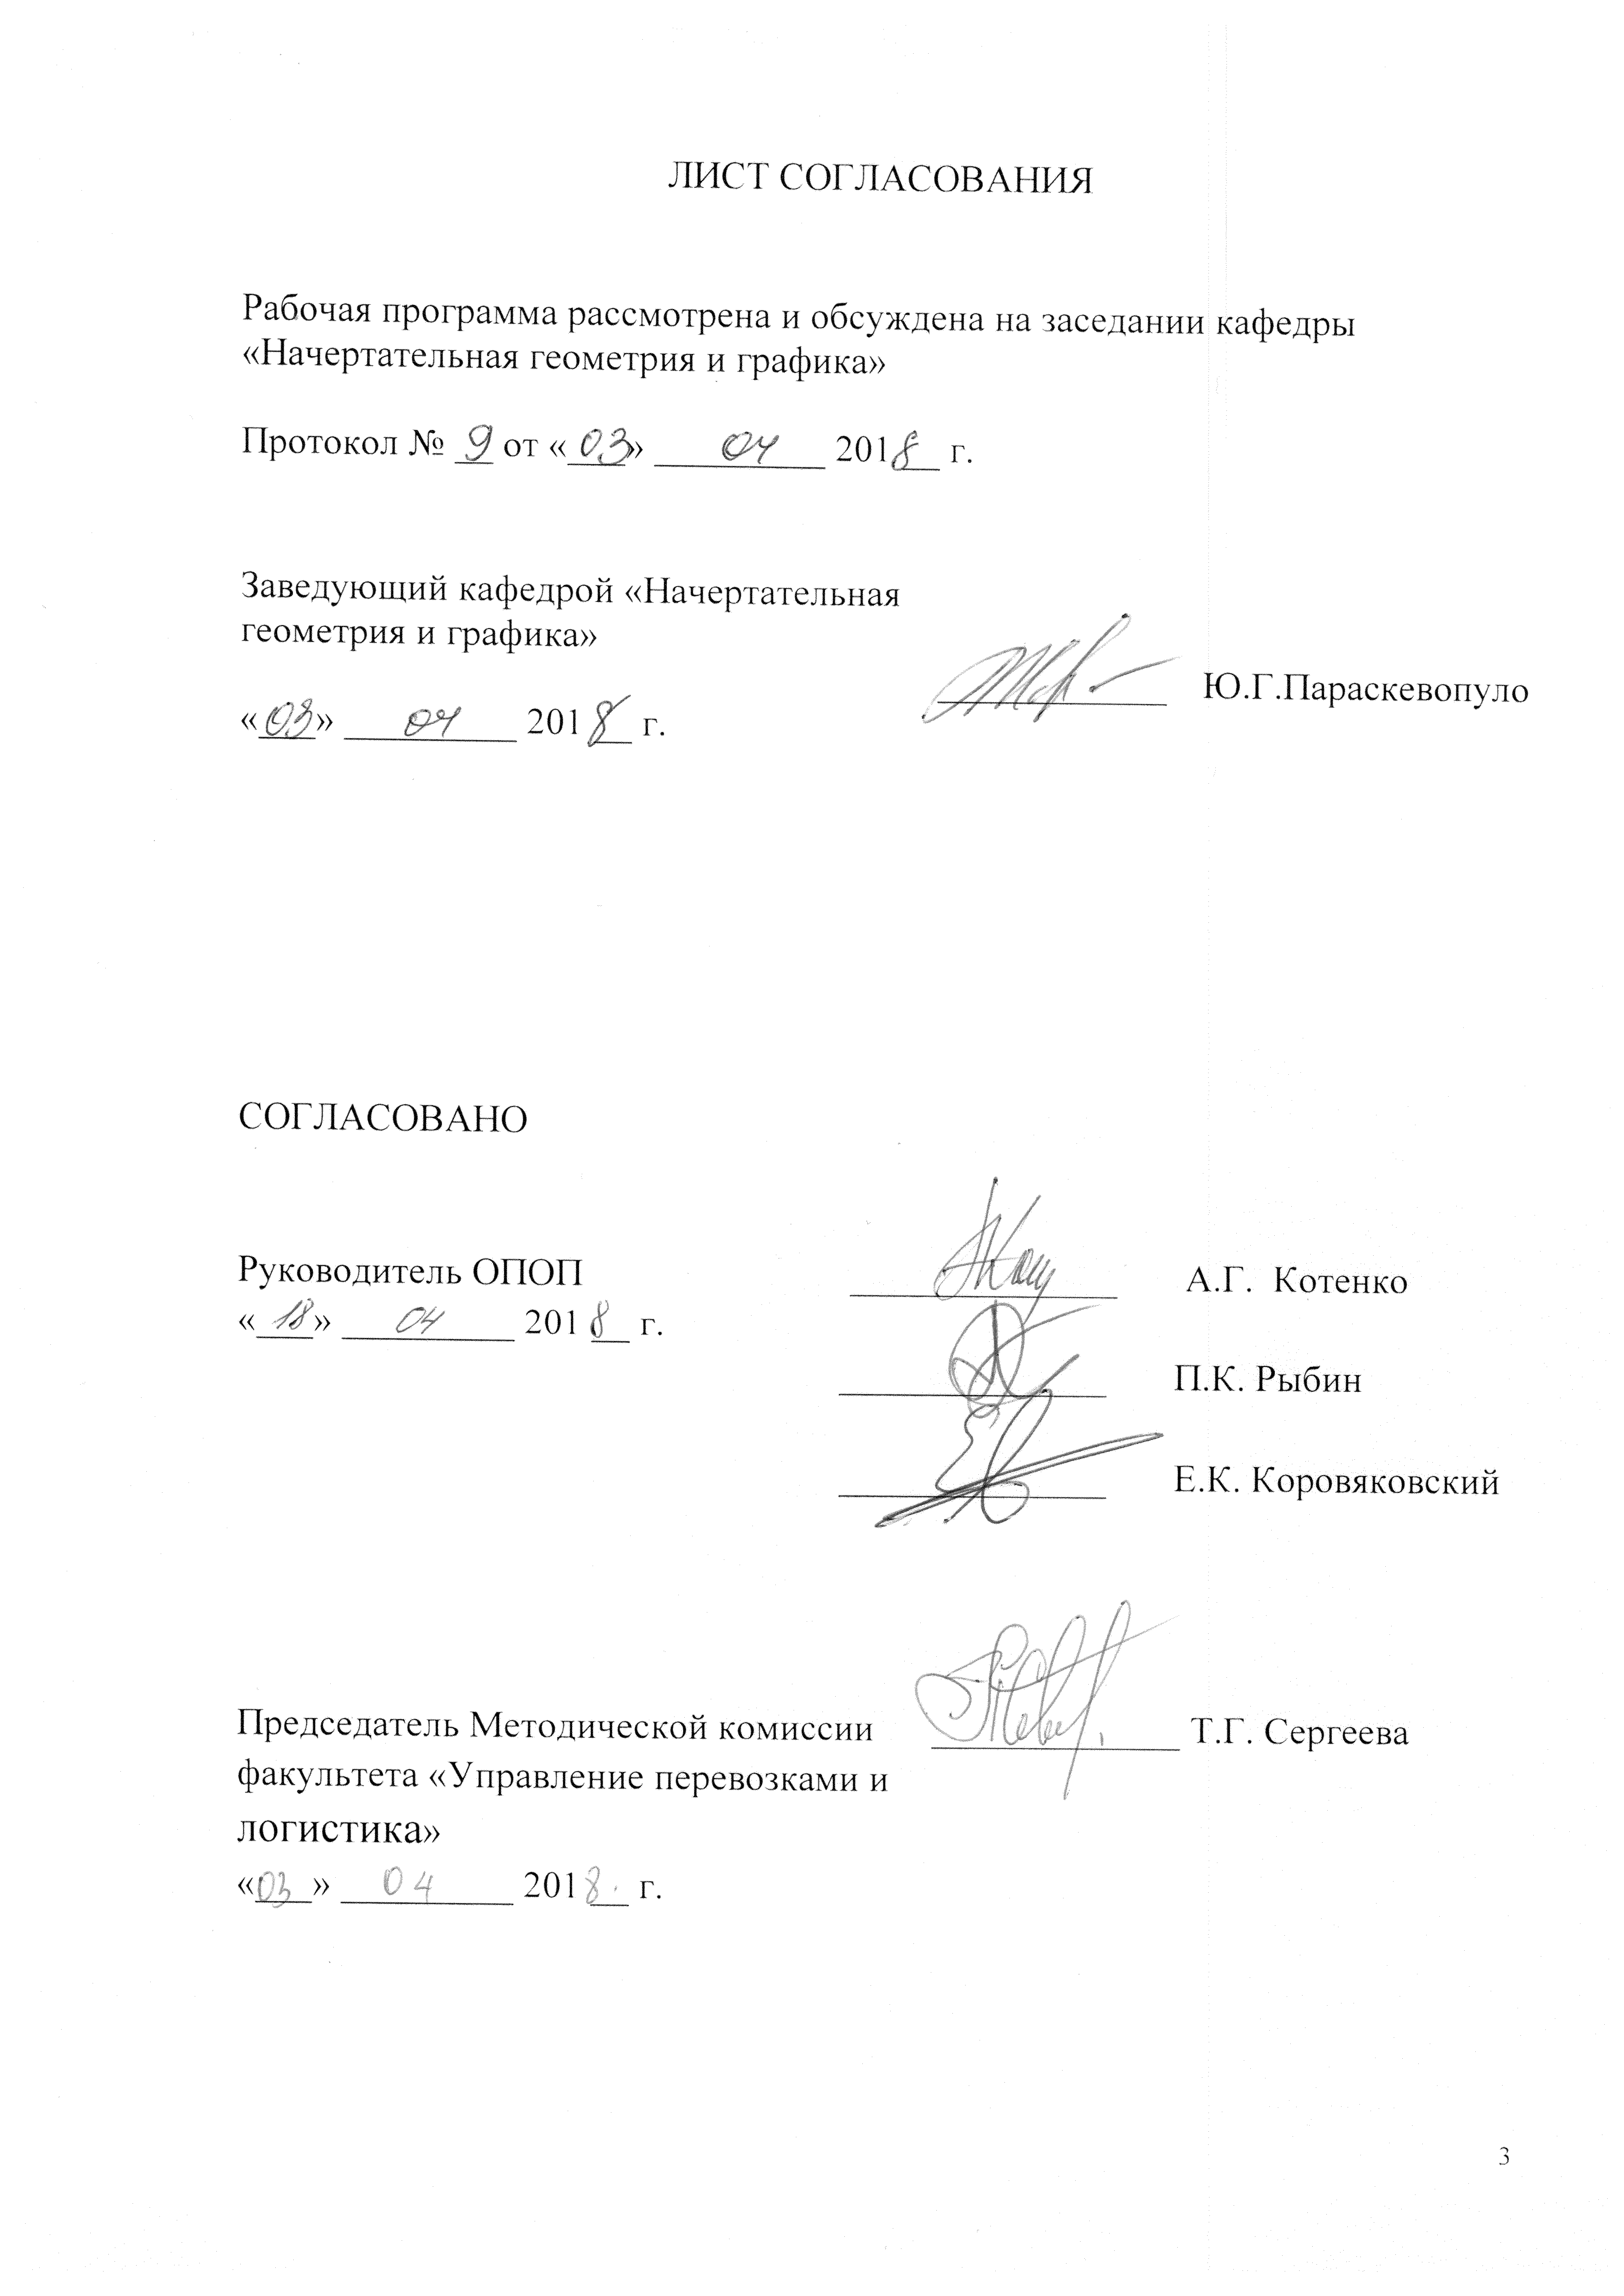 ЛИСТ СОГЛАСОВАНИЯ
Рабочая программа рассмотрена и обсуждена на заседании кафедры
«Начертательная геометрия и графика»
Протокол № 9 от «03» 04 2018 г.
Заведующий кафедрой «Начертательная
геометрия и графика»
Ю.Г.Параскевопуло
«03» 04 2018 г.
СОГЛАСОВАНО
Руководитель ОПОП А.Г. Котенко
«18» 04 2018 г.
П.К. Рыбин
Е.К. Коровяковский
Председатель Методической комиссии Т.Г. Сергеева
факультета «Управление перевозками и
логистика»
«03» 04 2018. г.
3